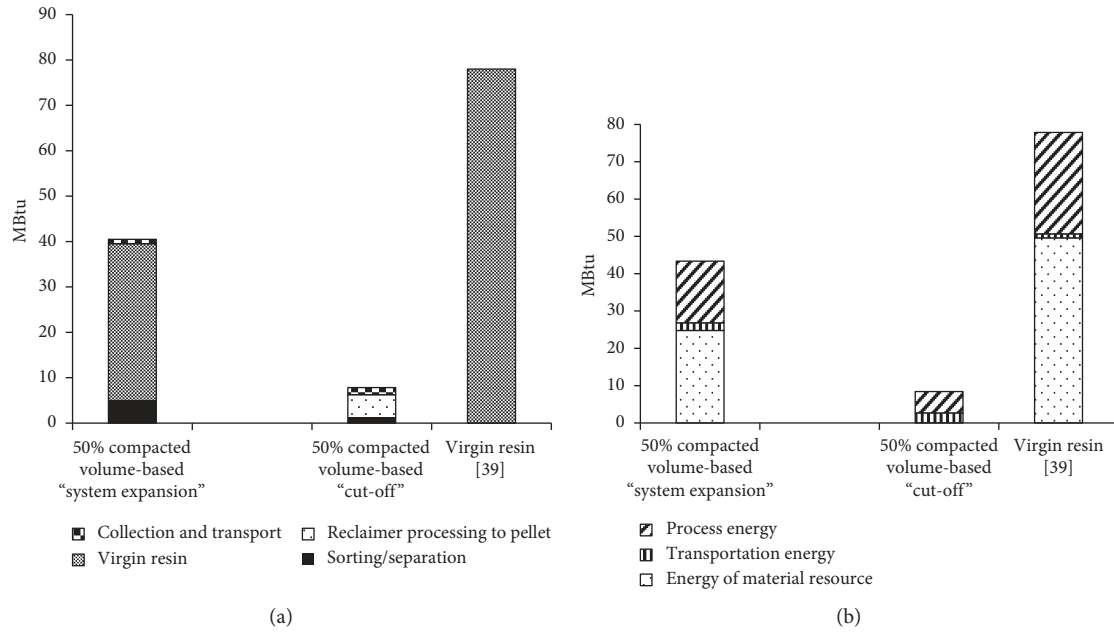 90
80
70
60
50
40
30
20
10
0
MBtu
50% compacted
volume-based
“system expansion”
50% compacted
volume-based
“cut-off”
Virgin resin
[39]
Collection and transport
Reclaimer processing to pellet
Virgin resin
Sorting/separation
(a)
80
70
60
50
40
30
20
10
0
MBtu
50% compacted
volume-based
“system expansion”
50% compacted
volume-based
“cut-off”
Virgin resin
[39]
Process energy
Transportation energy
Energy of material resource
(b)